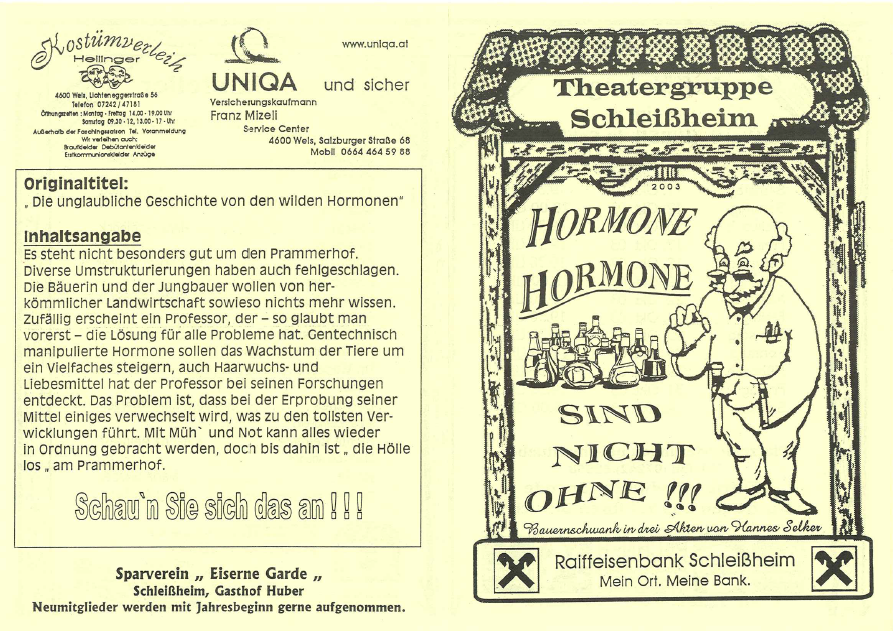 Kostümverleih
Hellinger
4600 Wels, Lichteneggerstraße 56
Telefon 07242 / 47151
Öffnungszeiten : Montag - Freitag 14.00 - 19.00 Uhr
Samstag 09.30 - 12, 13.00 - 17 - Uhr
Außerhalb der Faschingssaison Tel. Voranmeldung
Wir verleihen auch:
Brautkleider Debütantenkleider
Erstkommunionskleider Anzüge
www.uniqa.at
UNIQA und sicher
Versicherungskaufmann
Franz Mizeli
Service Center
4600 Wels, Salzburger Straße 68
Mobil 0664 464 59 88
Originaltitel:
„ Die unglaubliche Geschichte von den wilden Hormonen“
Inhaltsangabe
Es steht nicht besonders gut um den Prammerhof.
Diverse Umstrukturierungen haben auch fehlgeschlagen.
Die Bäuerin und der Jungbauer wollen von her-
kömmlicher Landwirtschaft sowieso nichts mehr wissen.
Zufällig erscheint ein Professor, der – so glaubt man
vorerst – die Lösung für alle Probleme hat. Gentechnisch
manipulierte Hormone sollen das Wachstum der Tiere um
ein Vielfaches steigern, auch Haarwuchs- und
Liebesmittel hat der Professor bei seinen Forschungen
entdeckt. Das Problem ist, dass bei der Erprobung seiner
Mittel einiges verwechselt wird, was zu den tollsten Ver-
wicklungen führt. Mit Müh` und Not kann alles wieder
in Ordnung gebracht werden, doch bis dahin ist „ die Hölle
los „ am Prammerhof.
Schau`n Sie sich das an ! ! !
Sparverein „ Eiserne Garde „
Schleißheim, Gasthof Huber
Neumitglieder werden mit Jahresbeginn gerne aufgenommen.
Theatergruppe
Schleißheim
2003
HORMONE
HORMONE
SIND
NICHT
OHNE !!!
Bauernschwank in drei Akten von Hannes Selker
Raiffeisenbank Schleißheim
Mein Ort. Meine Bank.